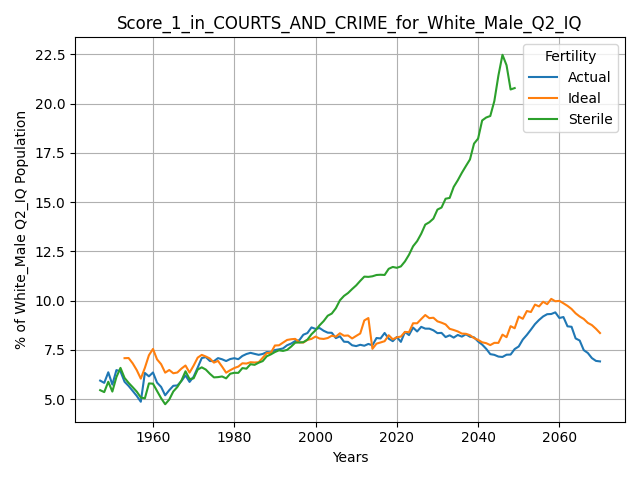 Score_1_in_COURTS_AND_CRIME_for_White_Male_Q2_IQ
% of White_Male Q2_IQ Population
22.5
20.0
17.5
15.0
12.5
10.0
7.5
5.0
Fertility
Actual
Ideal
Sterile
1960
1980
2000
2020
2040
2060
Years